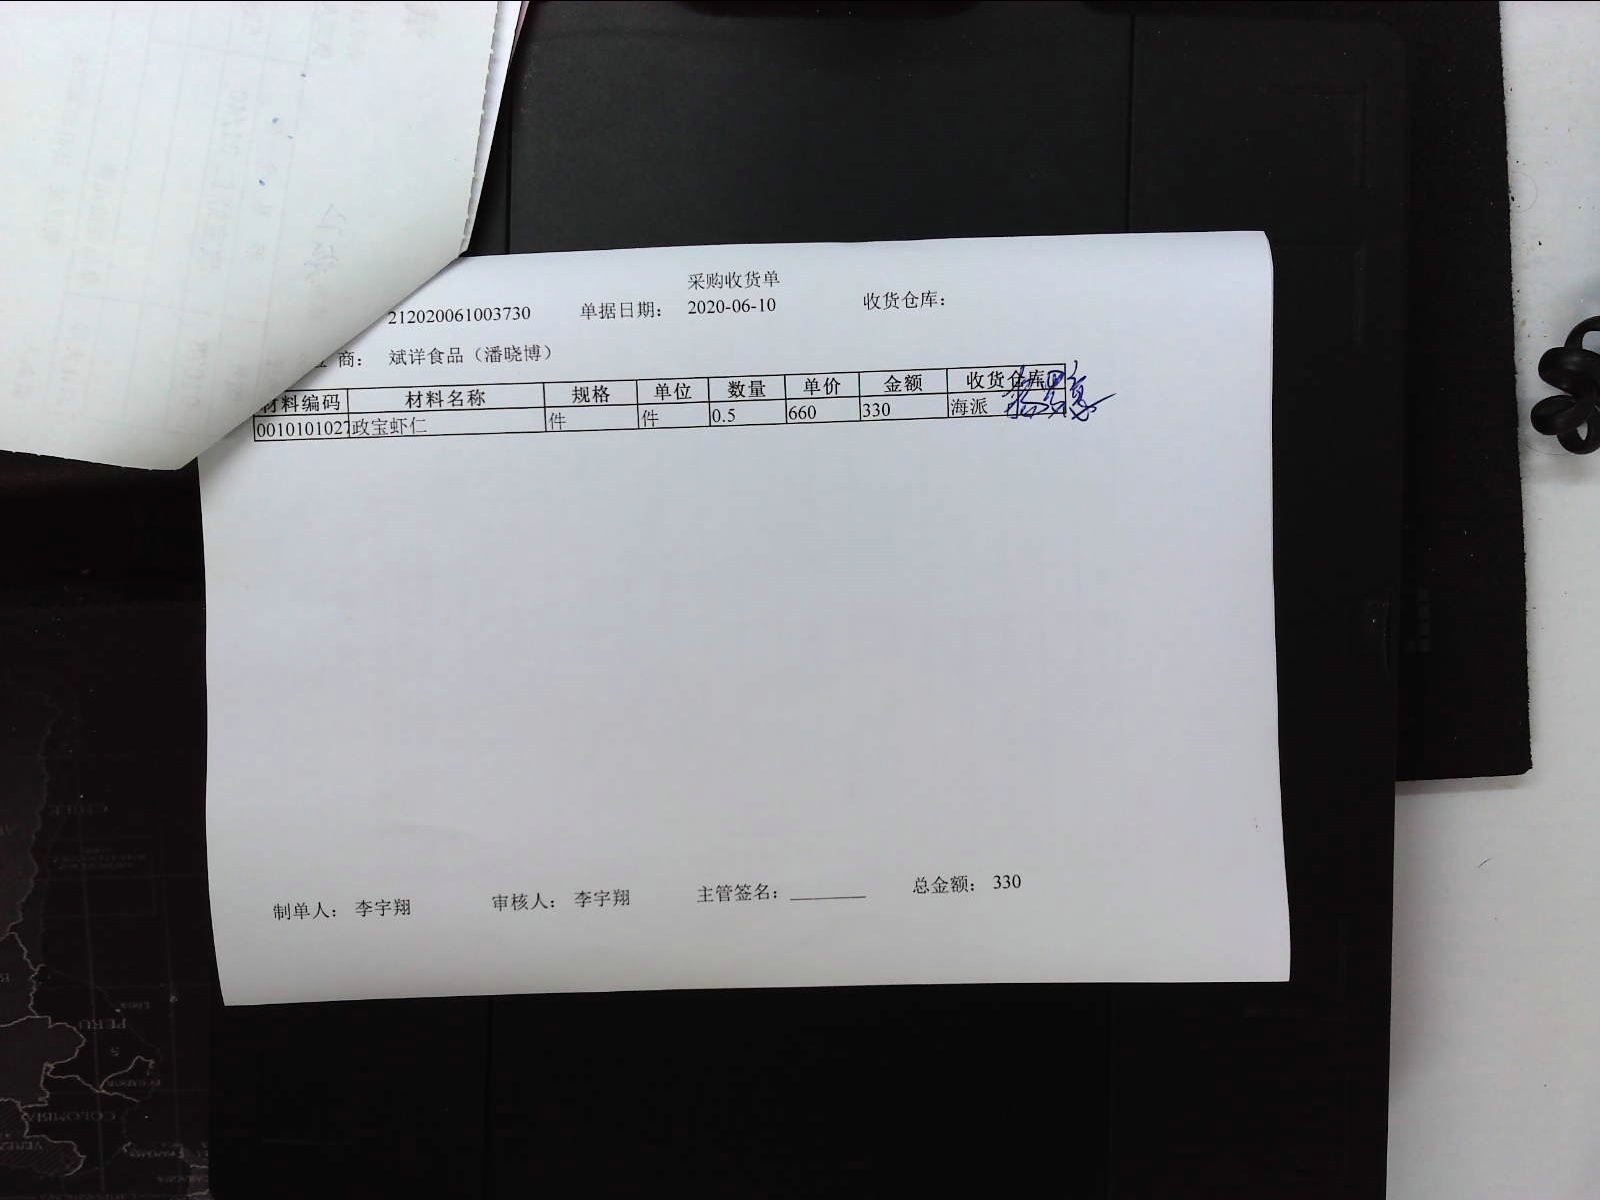 采购收货单
212020061003730 单据日期: 2020-06-10 收货仓库:
商: 斌详食品（潘晓博）
材料编码 材料名称 规格 单位 数量 单价 金额 收货仓库
0010101027 政宝虾仁 件 件 0.5 660 330 海派
制单人: 李宇翔 审核人: 李宇翔 主管签名: 总金额: 330